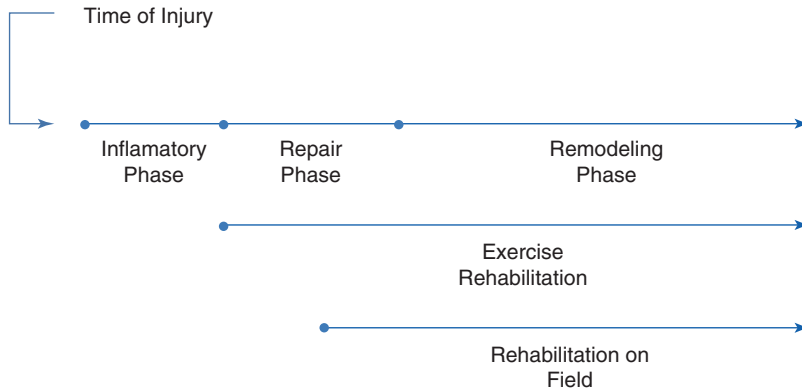 Time of Injury
Inflamatory
Phase
Repair
Phase
Remodeling
Phase
Exercise
Rehabilitation
Rehabilitation on
Field